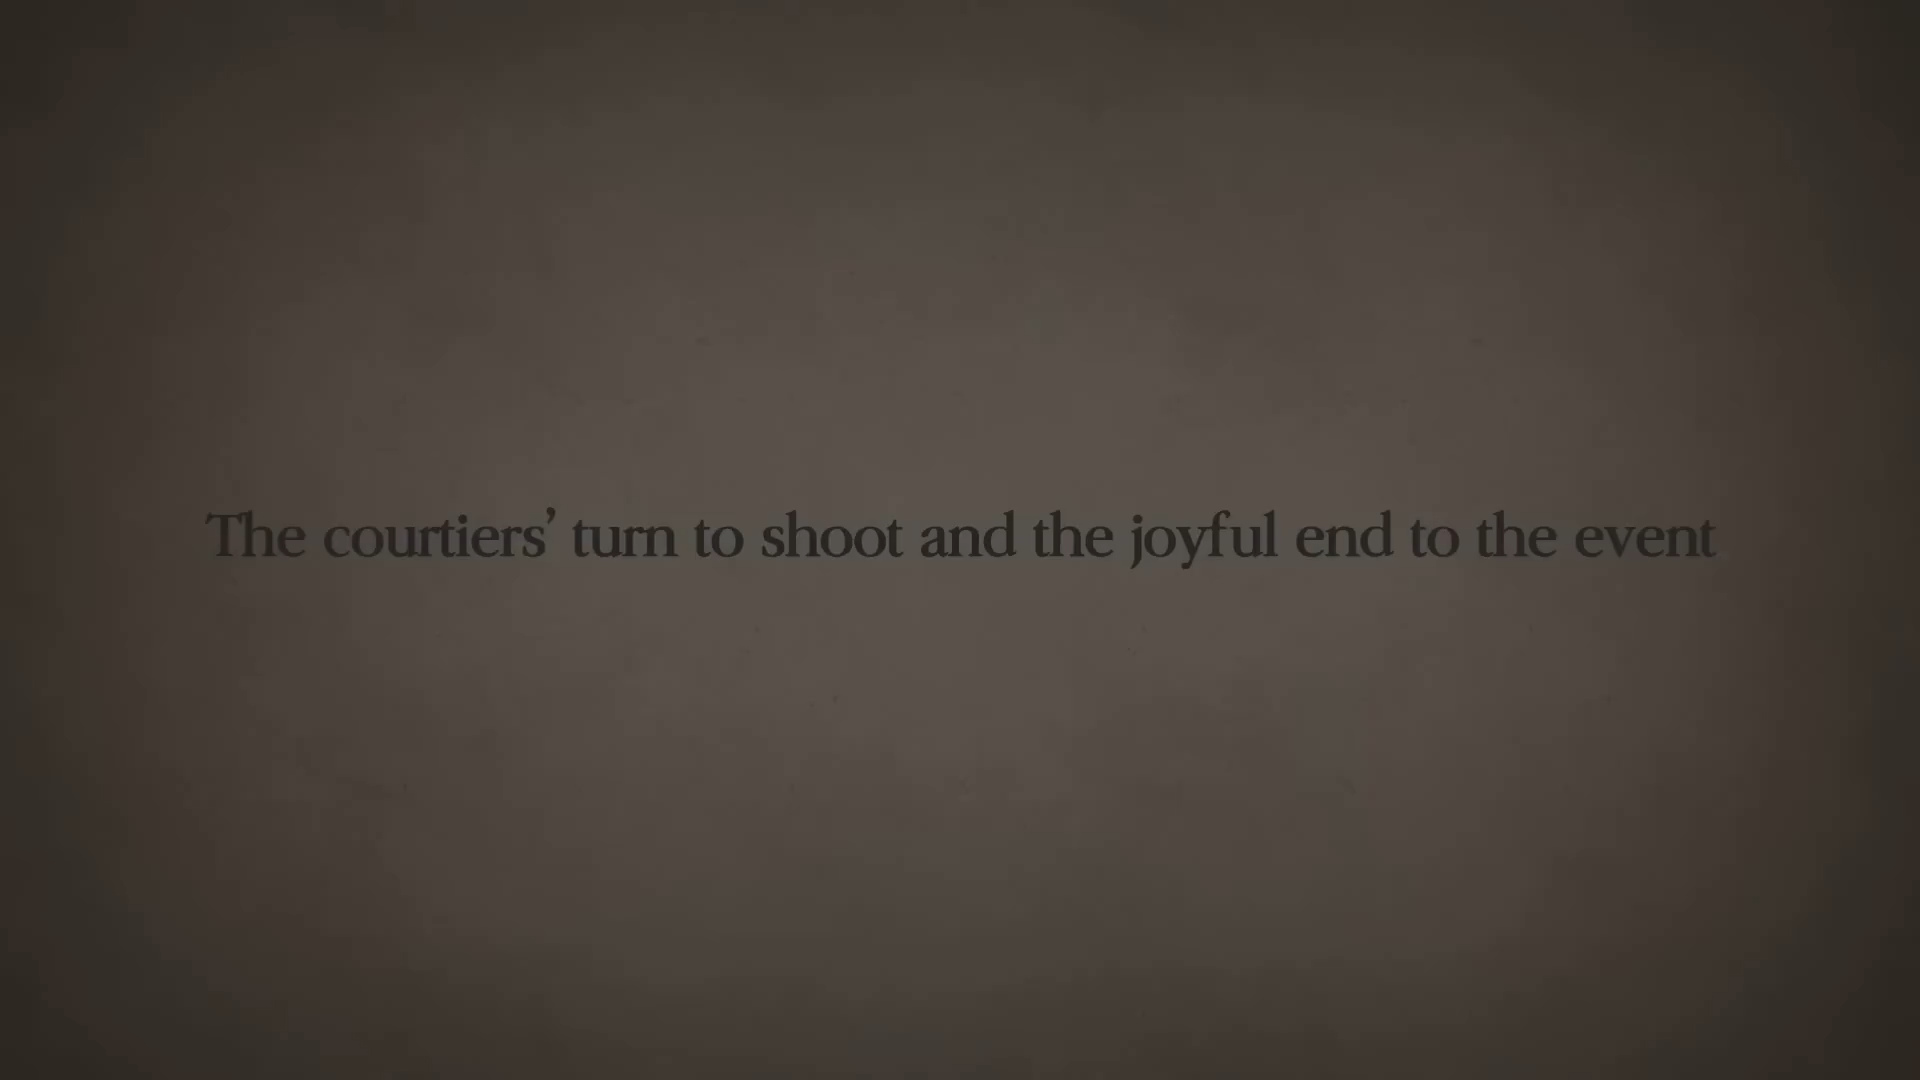 The courtiers’ turn to shoot and the joyful end to the event